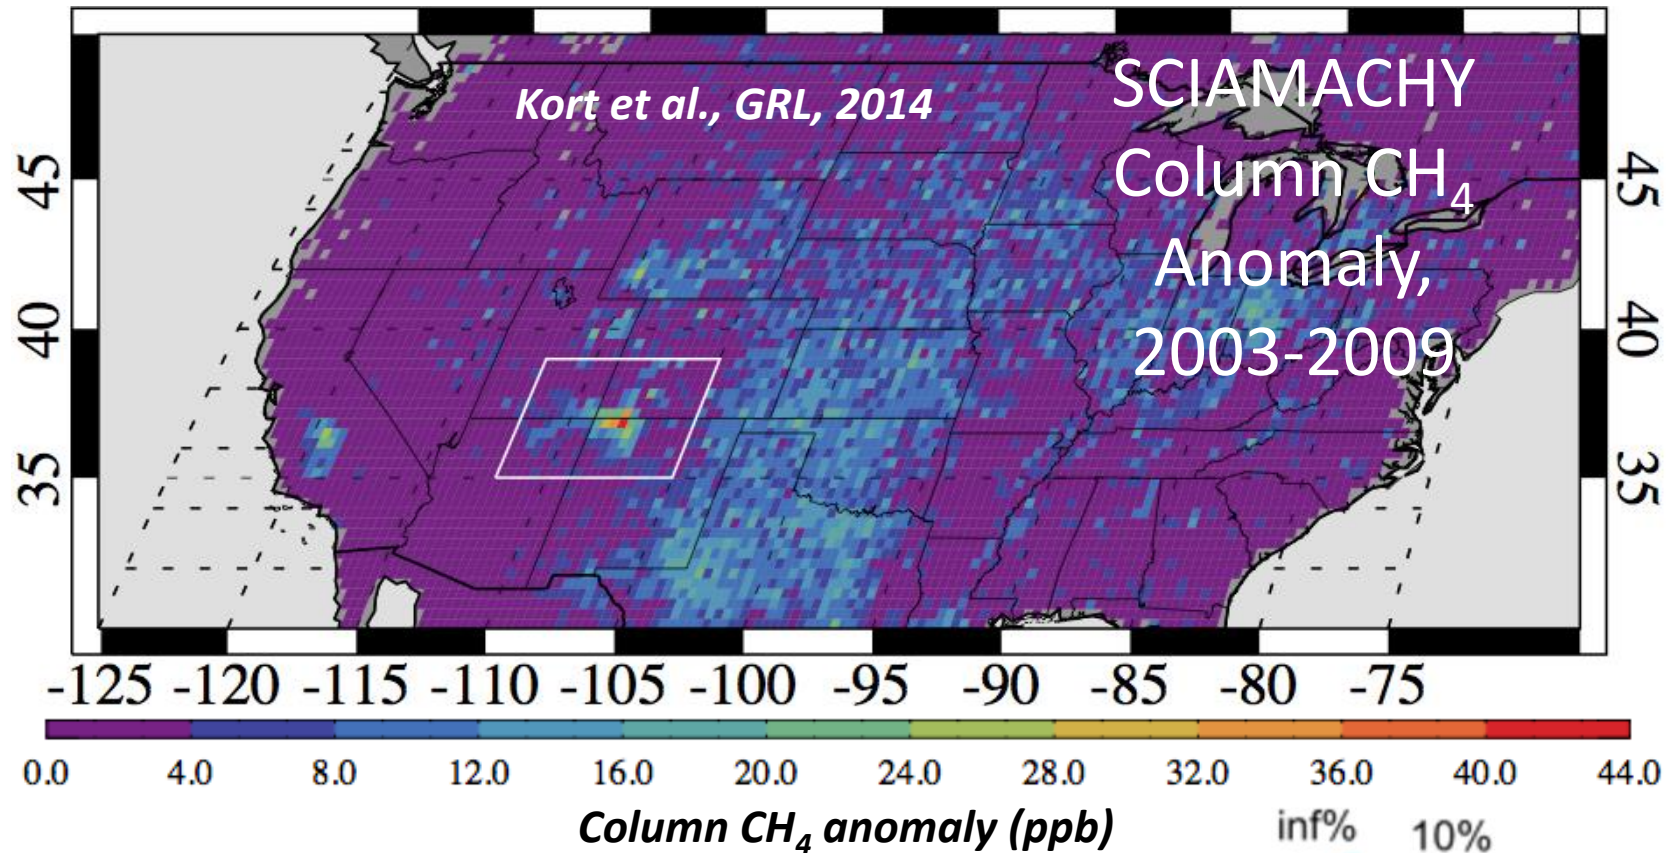 Kort et al., GRL, 2014
SCIAMACHY
Column CH4
Anomaly,
2003-2009
45
40
35
45
40
35
-125 -120 -115 -110 -105 -100 -95 -90 -85 -80 -75
0.0 4.0 8.0 12.0 16.0 20.0 24.0 28.0 32.0 36.0 40.0 44.0
Column CH4 anomaly (ppb)
inf% 10%